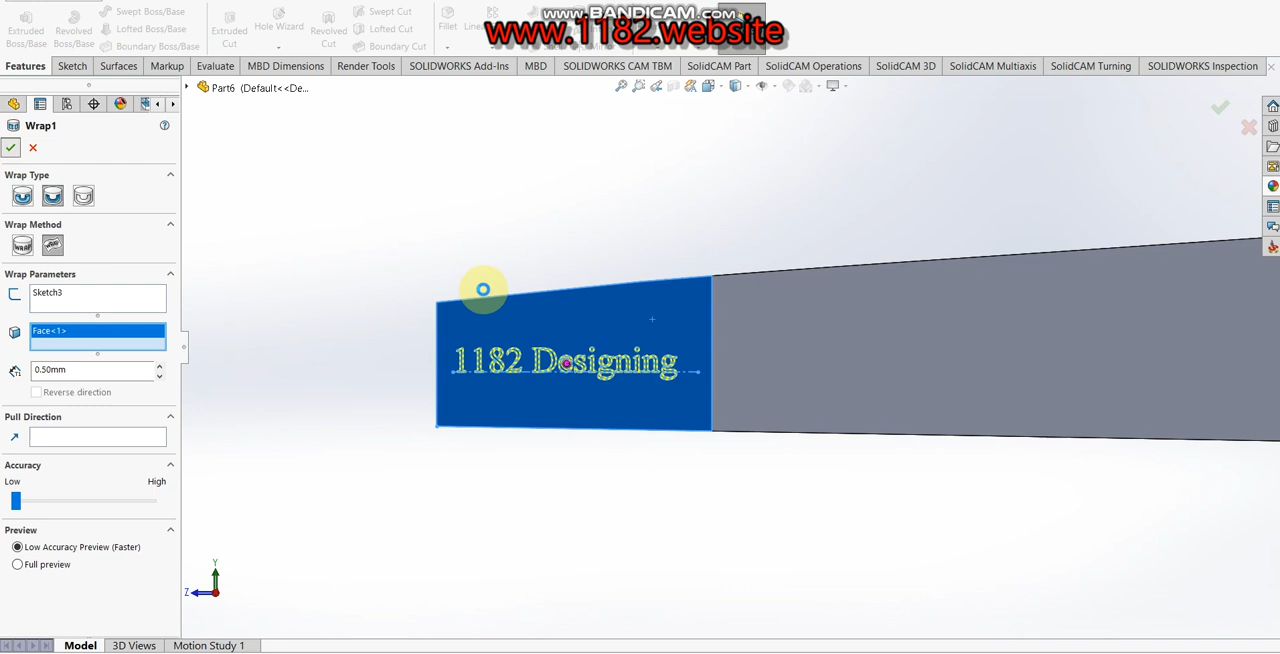 www.BANDICAM.com
www.1182.website
Extruded Boss/Base
Revolved Boss/Base
Swept Boss/Base
Lofted Boss/Base
Boundary Boss/Base
Extruded Cut
Hole Wizard
Revolved Cut
Swept Cut
Lofted Cut
Boundary Cut
Fillet
Features Sketch Surfaces Markup Evaluate MBD Dimensions Render Tools SOLIDWORKS Add-Ins MBD SOLIDWORKS CAM TBM SolidCAM Part SolidCAM Operations SolidCAM 3D SolidCAM Multiaxis SolidCAM Turning SOLIDWORKS Inspection
Part6 (Default<<De...
Wrap1
Wrap Type
Wrap Method
Wrap Parameters
Sketch3
Face<1>
0.50mm
Reverse direction
Pull Direction
Accuracy
Low High
Preview
Low Accuracy Preview (Faster)
Full preview
1182 Designing
Y
Z
Model 3D Views Motion Study 1